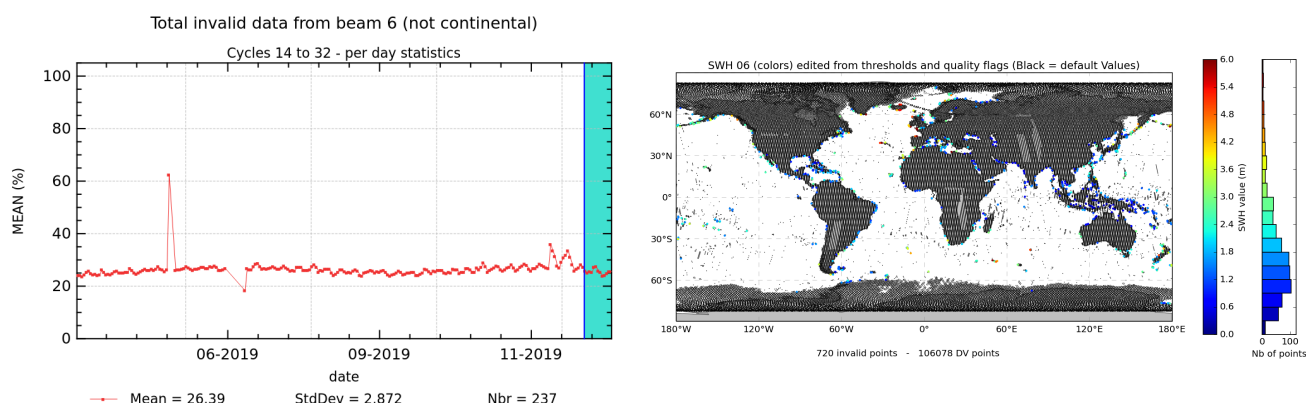 Total invalid data from beam 6 (not continental)
Cycles 14 to 32 - per day statistics
100
80
60
40
20
0
MEAN (%)
06-2019
09-2019
11-2019
date
Mean = 26.39
StdDev = 2.872
Nbr = 237
SWH 06 (colors) edited from thresholds and quality flags (Black = default Values)
60°N
30°N
0°
30°S
60°S
180°W
120°W
60°W
0°
60°E
120°E
180°E
720 invalid points - 106078 DV points
6.0
5.4
4.8
4.2
3.6
3.0
2.4
1.8
1.2
0.6
0.0
SWH value (m)
0
100
Nb of points